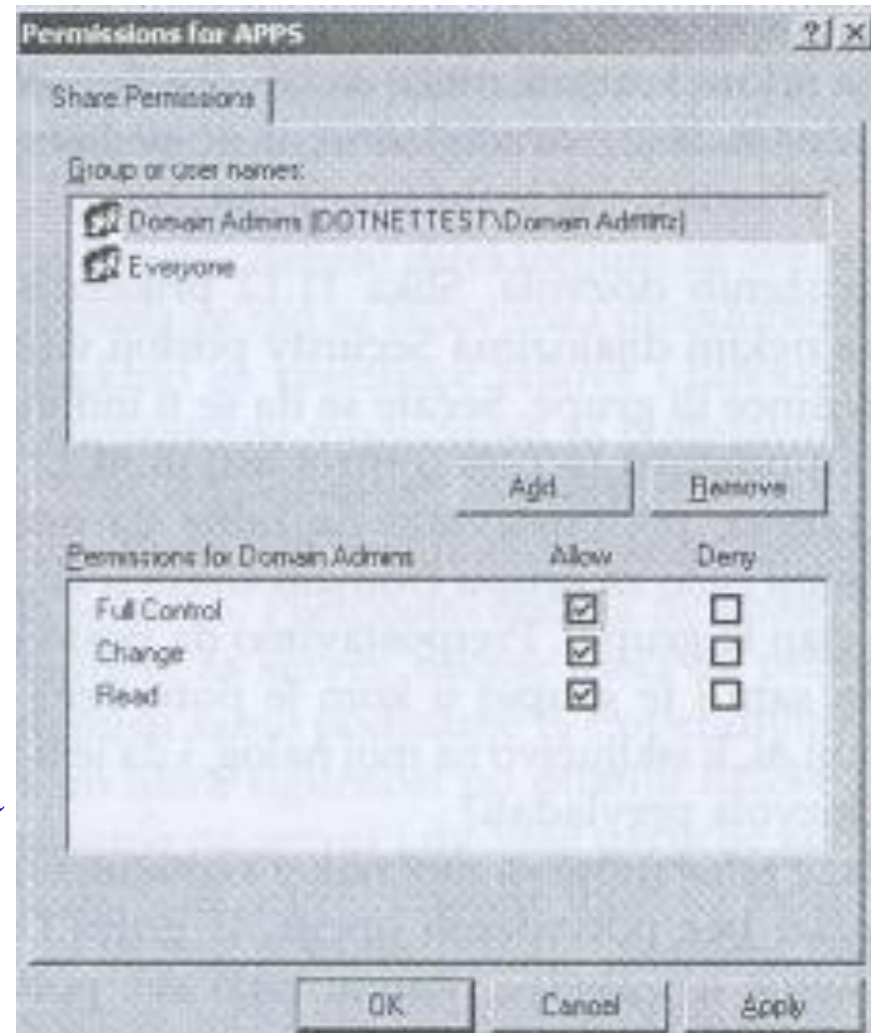 Permissions for APPS
Share Permissions
Group or user names:
Domain Admins (DOTNETTEST\Domain Admins)
Everyone
Add...
Remove
Permissions for Domain Admins Allow Deny
Full Control
Change
Read
OK Cancel Apply